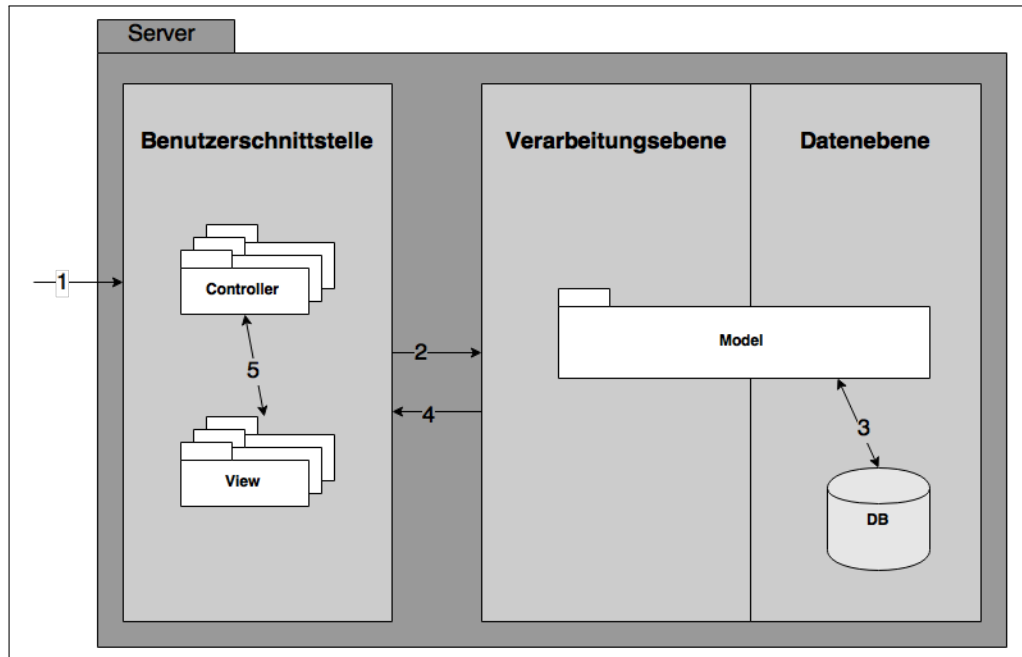 Server
Benutzerschnittstelle
Verarbeitungsebene
Datenebene
1
Controller
Model
2
5
4
3
View
DB